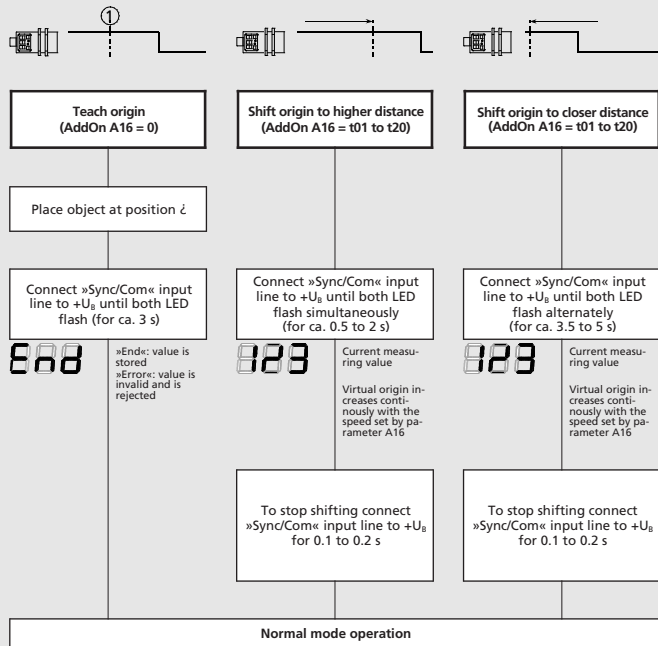 1
Teach origin
(AddOn A16 = 0)
Shift origin to higher distance
(AddOn A16 = t01 to t20)
Shift origin to closer distance
(AddOn A16 = t01 to t20)
Place object at position ¿
Connect »Sync/Com« input
line to +UB until both LED
flash (for ca. 3 s)
Connect »Sync/Com« input
line to +UB until both LED
flash simultaneously
(for ca. 0.5 to 2 s)
Connect »Sync/Com« input
line to +UB until both LED
flash alternately
(for ca. 3.5 to 5 s)
End
»End«: value is
stored
»Error«: value is
invalid and is
rejected
123
Current measu-
ring value
Virtual origin in-
creases conti-
nously with the
speed set by pa-
rameter A16
123
Current measu-
ring value
Virtual origin in-
creases conti-
nously with the
speed set by pa-
rameter A16
To stop shifting connect
»Sync/Com« input line to +UB
for 0.1 to 0.2 s
To stop shifting connect
»Sync/Com« input line to +UB
for 0.1 to 0.2 s
Normal mode operation